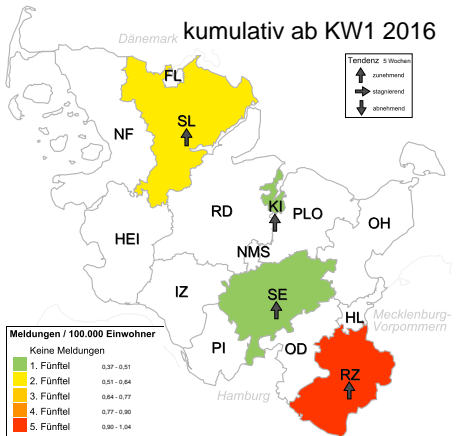 kumulativ ab KW1 2016
Dänemark
Tendenz 5 Wochen
zunehmend
stagnierend
abnehmend
FL
SL
NF
RD
KI
PLO
OH
HEI
NMS
IZ
SE
HL
Mecklenburg-
Vorpommern
PI
OD
RZ
Hamburg
Meldungen / 100.000 Einwohner
Keine Meldungen
1. Fünftel 0,37 - 0,51
2. Fünftel 0,51 - 0,64
3. Fünftel 0,64 - 0,77
4. Fünftel 0,77 - 0,90
5. Fünftel 0,90 - 1,04